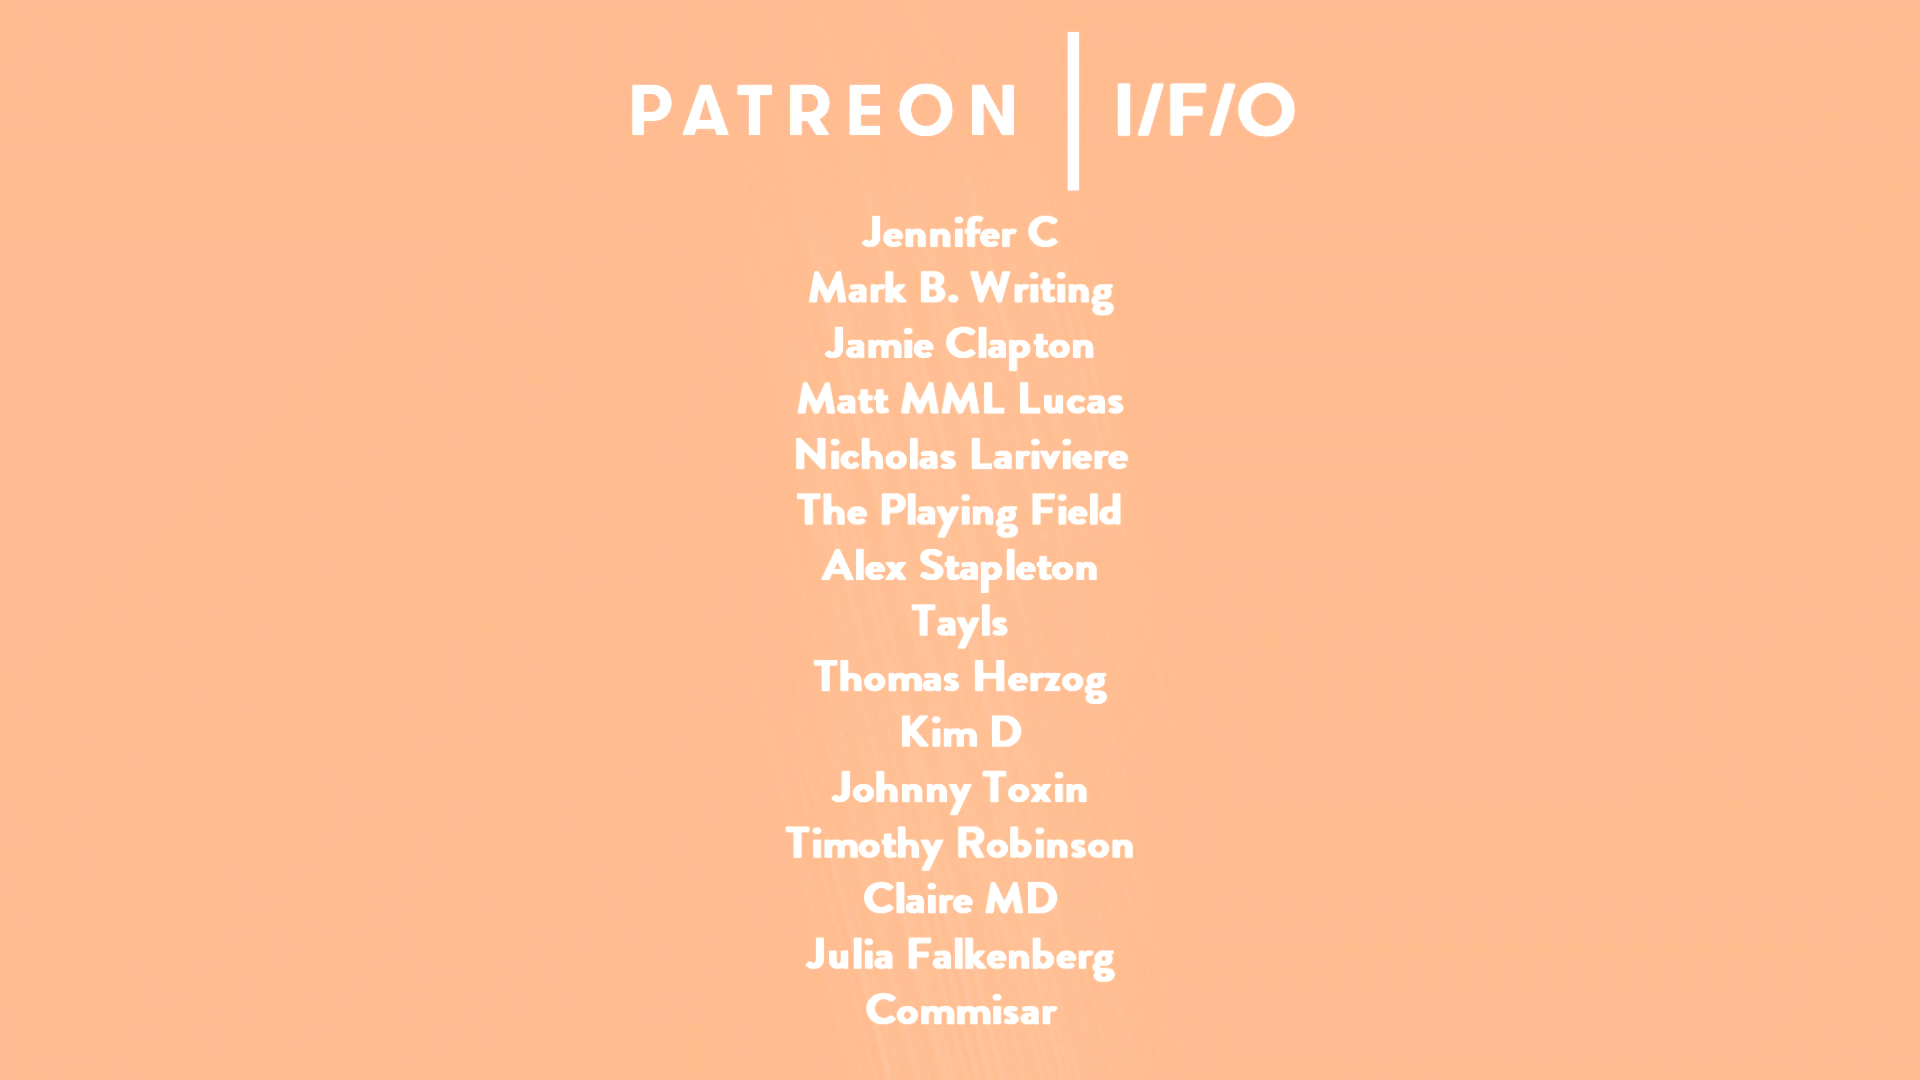 PATREON | I/F/O
Jennifer C
Mark B. Writing
Jamie Clapton
Matt MML Lucas
Nicholas Lariviere
The Playing Field
Alex Stapleton
Tayls
Thomas Herzog
Kim D
Johnny Toxin
Timothy Robinson
Claire MD
Julia Falkenberg
Commisar